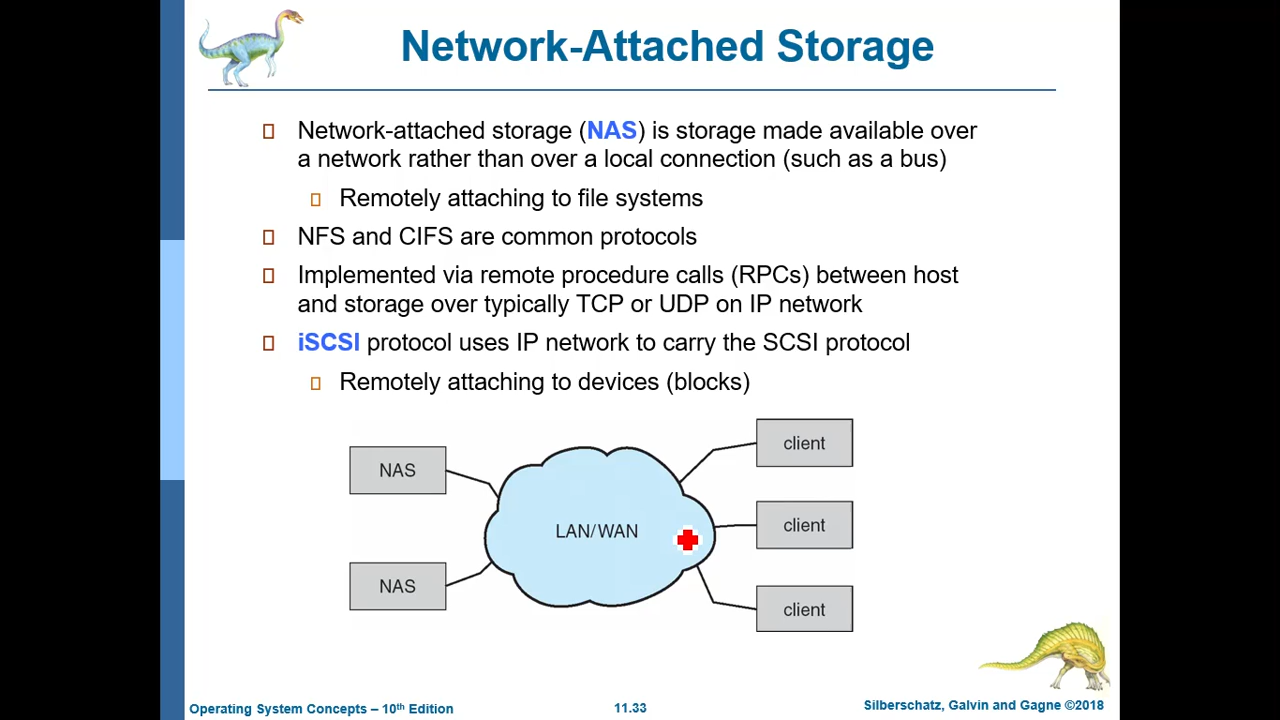 Network-Attached Storage
Network-attached storage (NAS) is storage made available over
a network rather than over a local connection (such as a bus)
Remotely attaching to file systems
NFS and CIFS are common protocols
Implemented via remote procedure calls (RPCs) between host
and storage over typically TCP or UDP on IP network
iSCSI protocol uses IP network to carry the SCSI protocol
Remotely attaching to devices (blocks)
client
NAS
client
LAN/WAN
NAS
client
Operating System Concepts – 10th Edition
11.33
Silberschatz, Galvin and Gagne ©2018